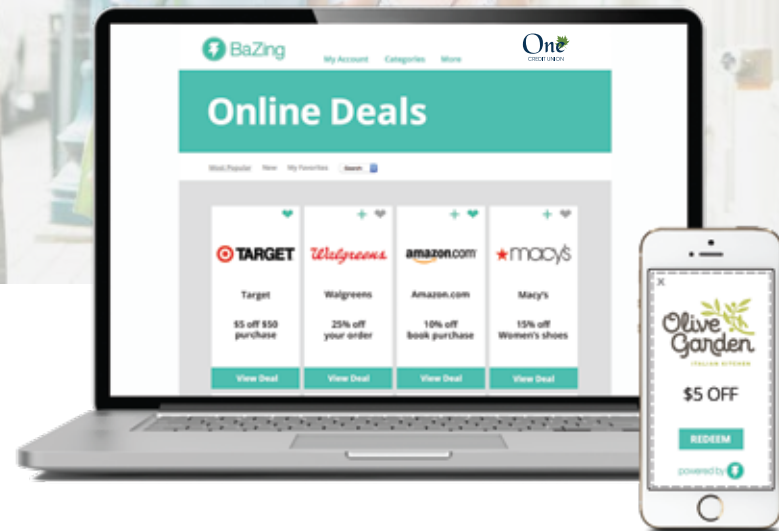 BaZing
My Account Categories More
One
CREDIT UNION
Online Deals
Most Popular New My Favorites Search
TARGET
Walgreens
amazon.com
macy's
Target
Walgreens
Amazon.com
Macy's
$5 off $50
purchase
25% off
your order
10% off
book purchase
15% off
Women's shoes
View Deal
View Deal
View Deal
View Deal
×
Olive
Garden
ITALIAN KITCHEN
$5 OFF
REDEEM
powered by